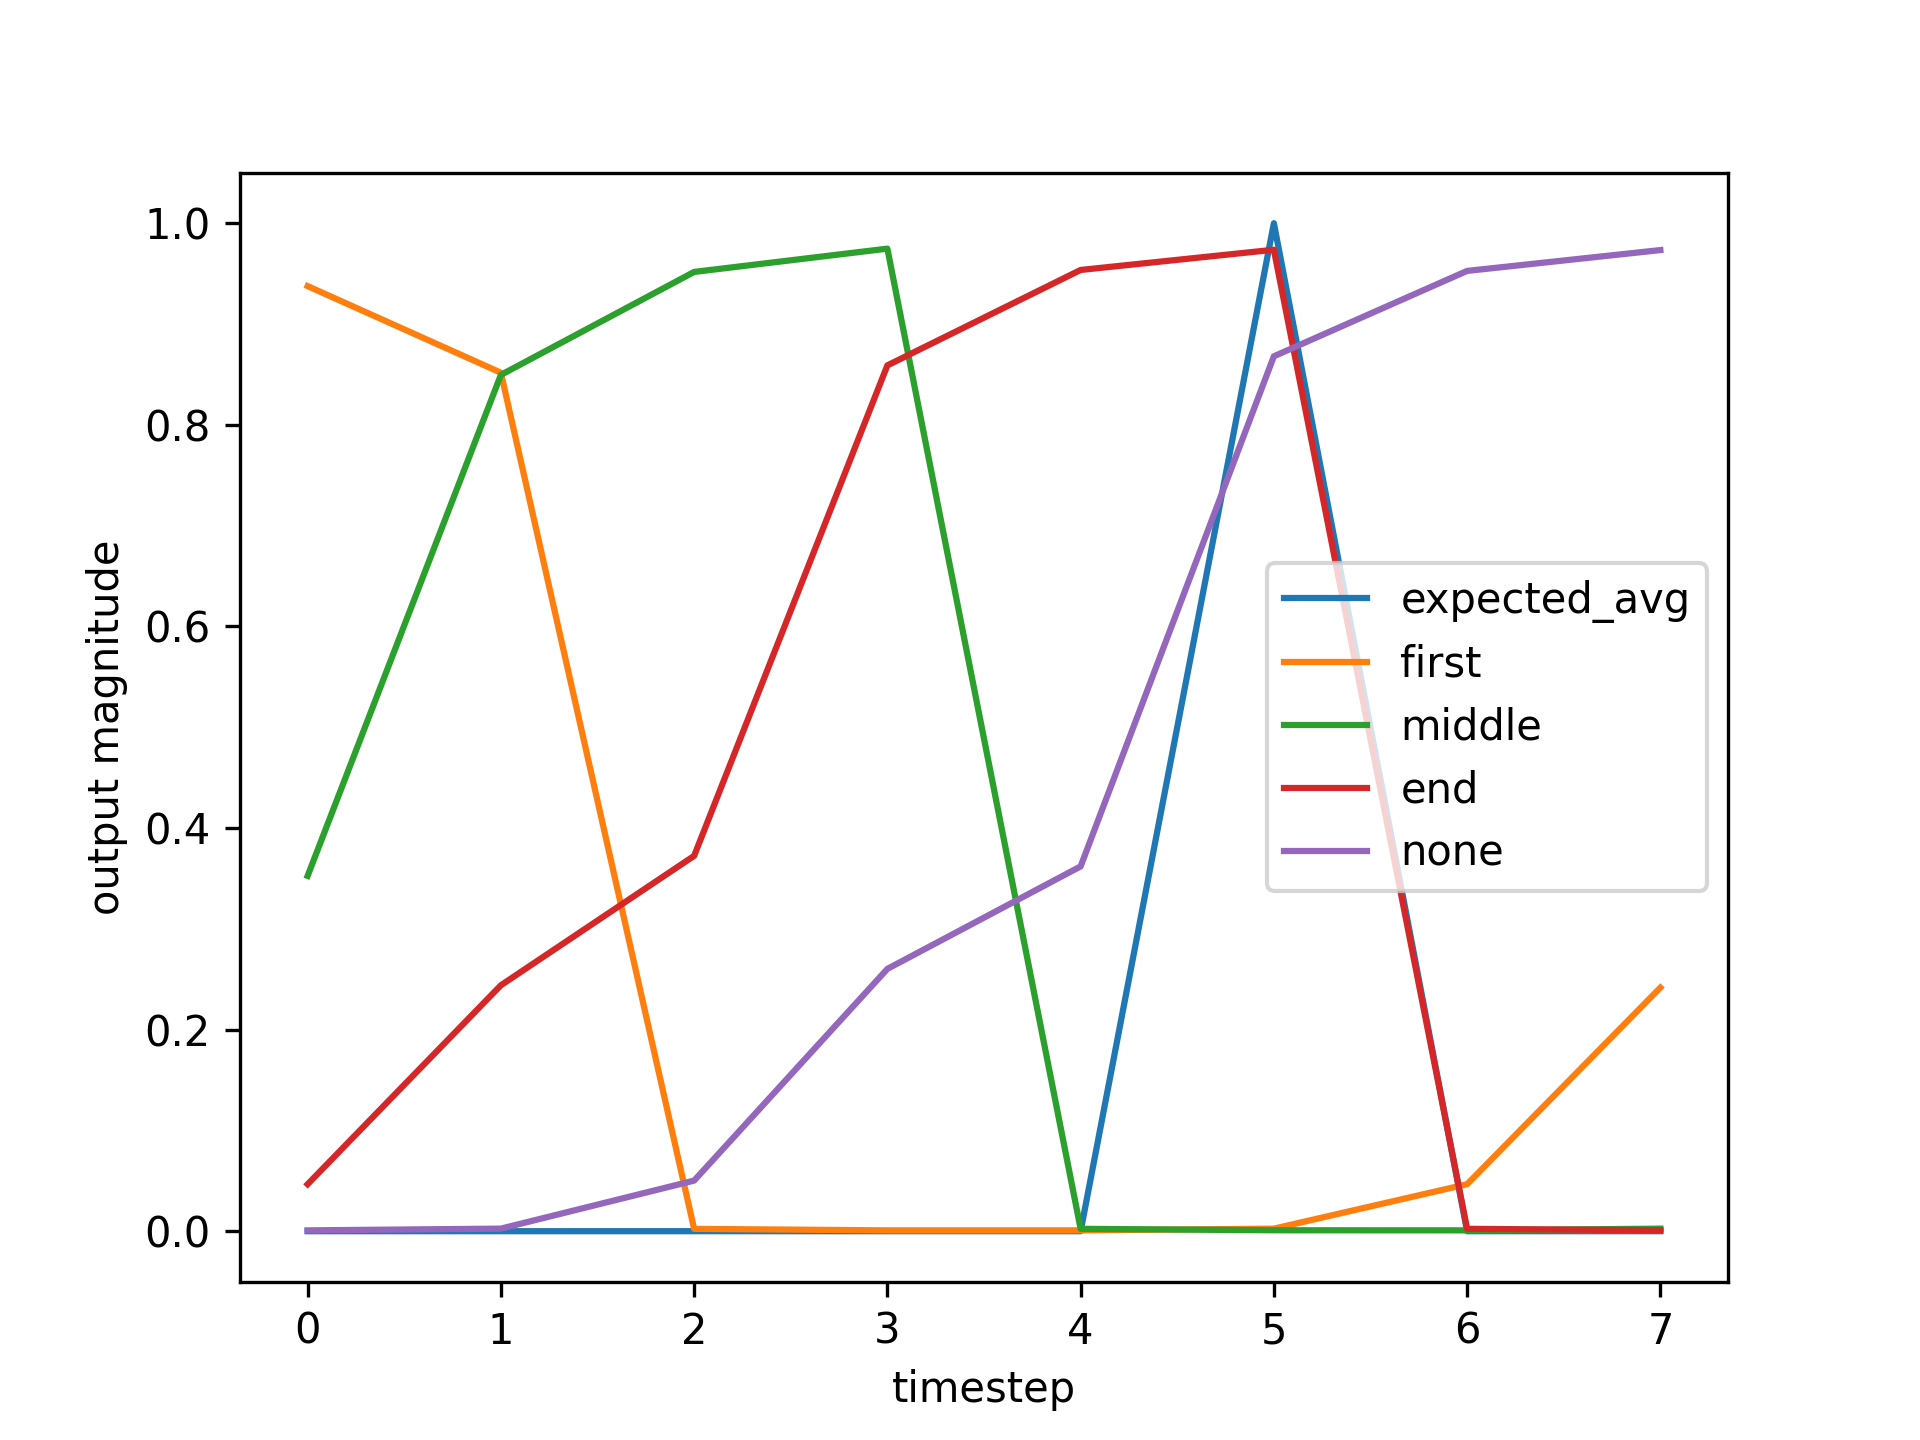 1.0
0.8
0.6
0.4
0.2
0.0
output magnitude
expected_avg
first
middle
end
none
0 1 2 3 4 5 6 7
timestep